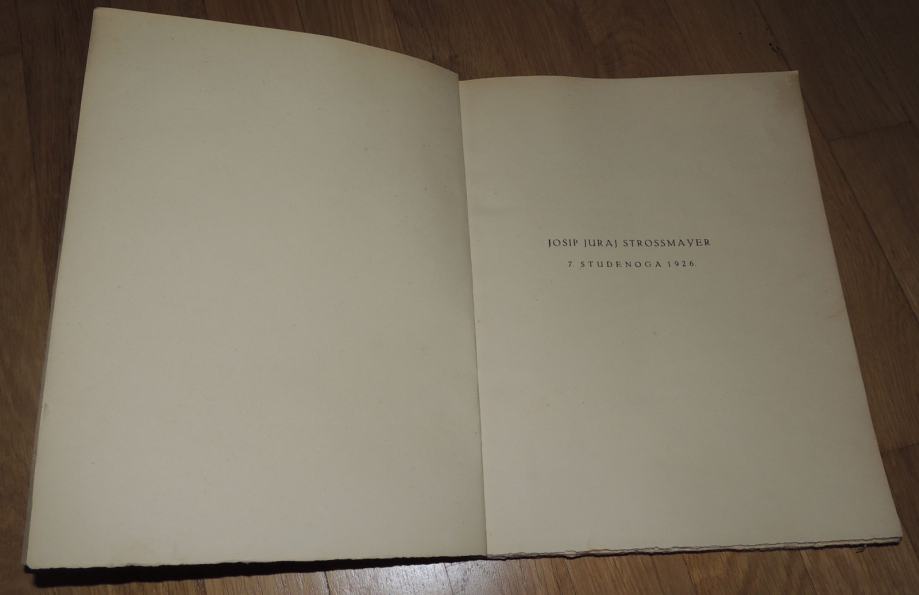 JOSIP JURAJ STROSSMAYER
7. STUDENOGA 1926.